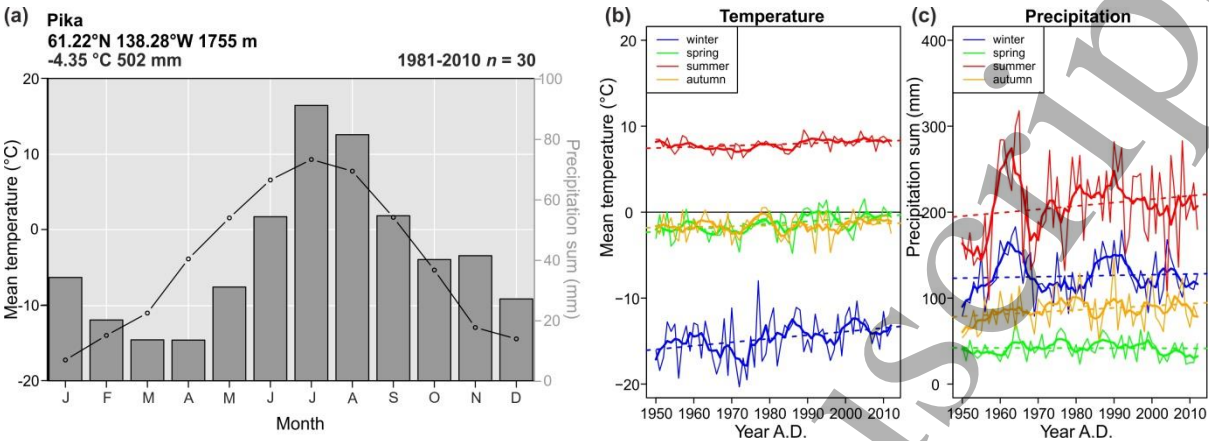 (a)
Pika
61.22°N 138.28°W 1755 m
-4.35 °C 502 mm
1981-2010 n = 30
20
10
0
−10
−20
Mean temperature (°C)
100
80
60
40
20
0
Precipitation sum (mm)
J F M A M J J A S O N D
Month
(b)
Temperature
winter
spring
summer
autumn
20
10
0
−10
−20
Mean temperature (°C)
1950 1960 1970 1980 1990 2000 2010
Year A.D.
(c)
Precipitation
winter
spring
summer
autumn
400
300
200
100
0
Precipitation sum (mm)
1950 1960 1970 1980 1990 2000 2010
Year A.D.
scrip